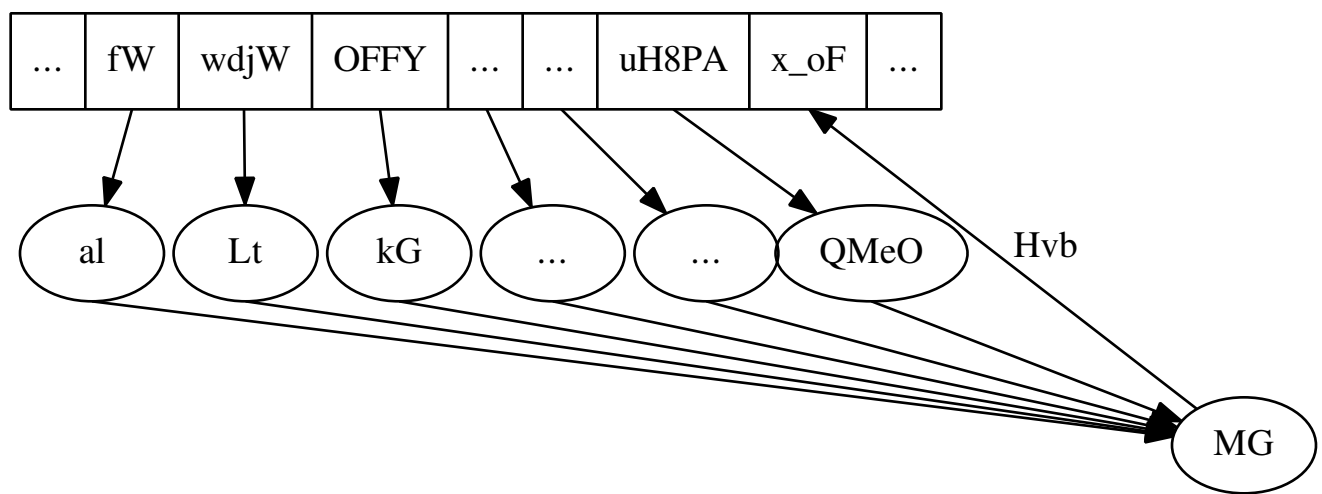 ... fW wdjW OFFY ... ... uH8PA x_oF ...
al Lt kG ... ... QMeO Hvb
MG